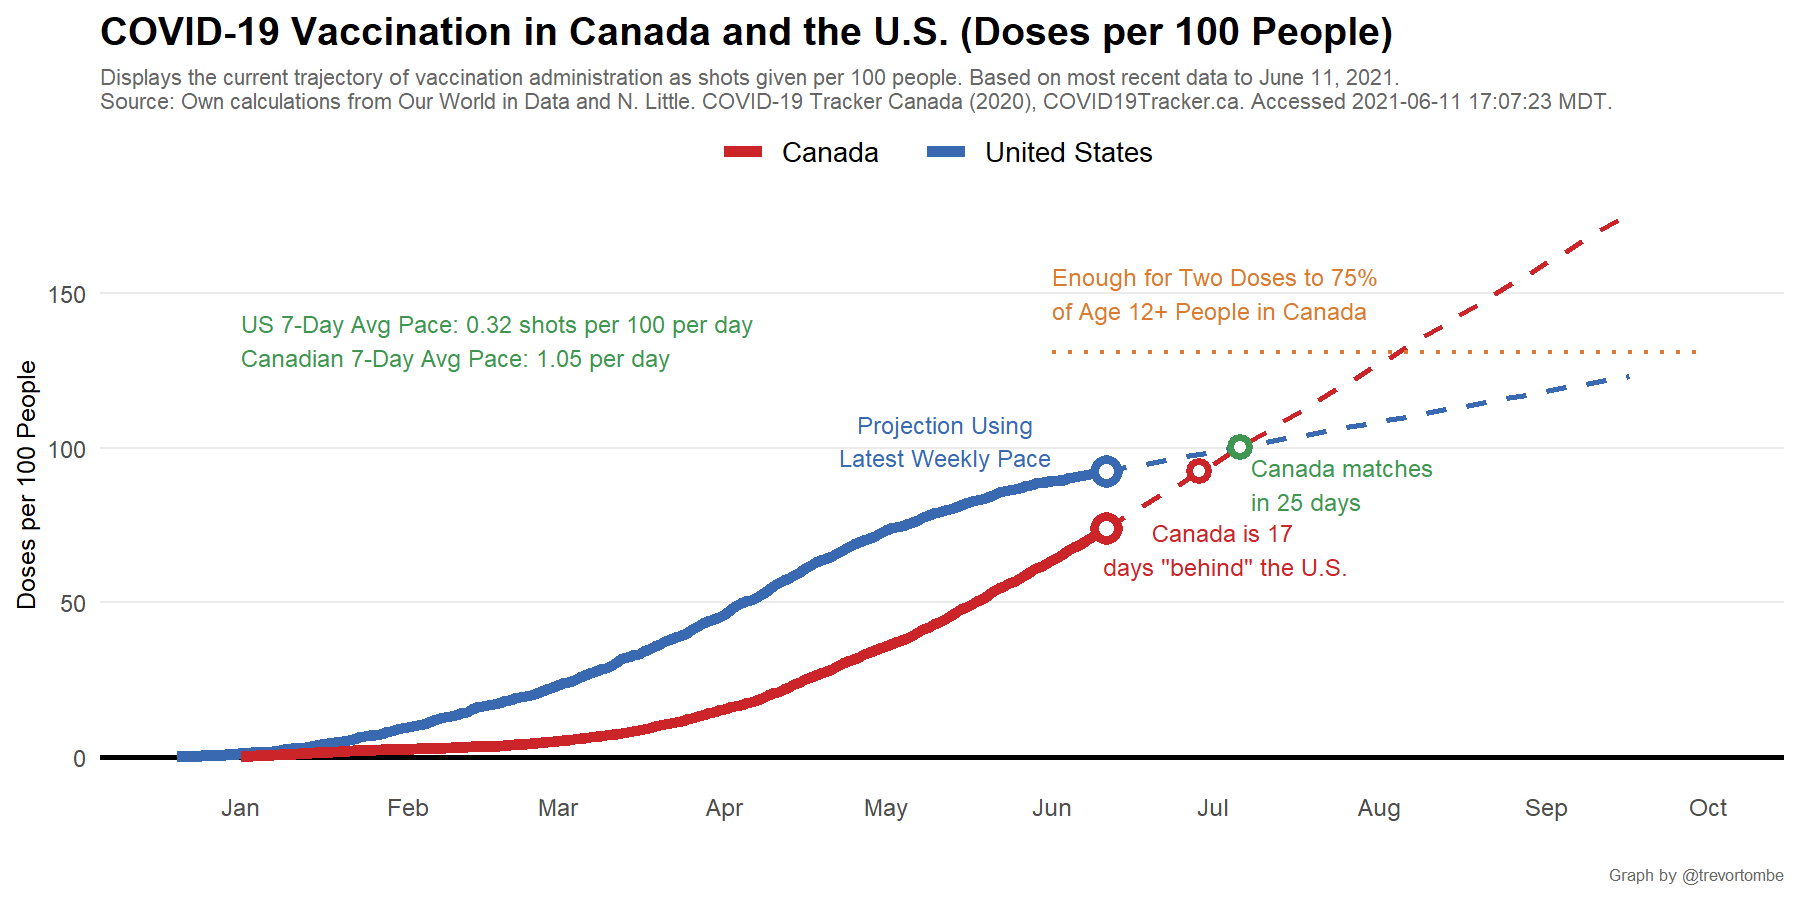 COVID-19 Vaccination in Canada and the U.S. (Doses per 100 People)
Displays the current trajectory of vaccination administration as shots given per 100 people. Based on most recent data to June 11, 2021.
Source: Own calculations from Our World in Data and N. Little. COVID-19 Tracker Canada (2020), COVID19Tracker.ca. Accessed 2021-06-11 17:07:23 MDT.
Canada
United States
Doses per 100 People
150
100
50
0
US 7-Day Avg Pace: 0.32 shots per 100 per day
Canadian 7-Day Avg Pace: 1.05 per day
Enough for Two Doses to 75%
of Age 12+ People in Canada
Projection Using
Latest Weekly Pace
Canada matches
in 25 days
Canada is 17
days "behind" the U.S.
Jan
Feb
Mar
Apr
May
Jun
Jul
Aug
Sep
Oct
Graph by @trevortombe